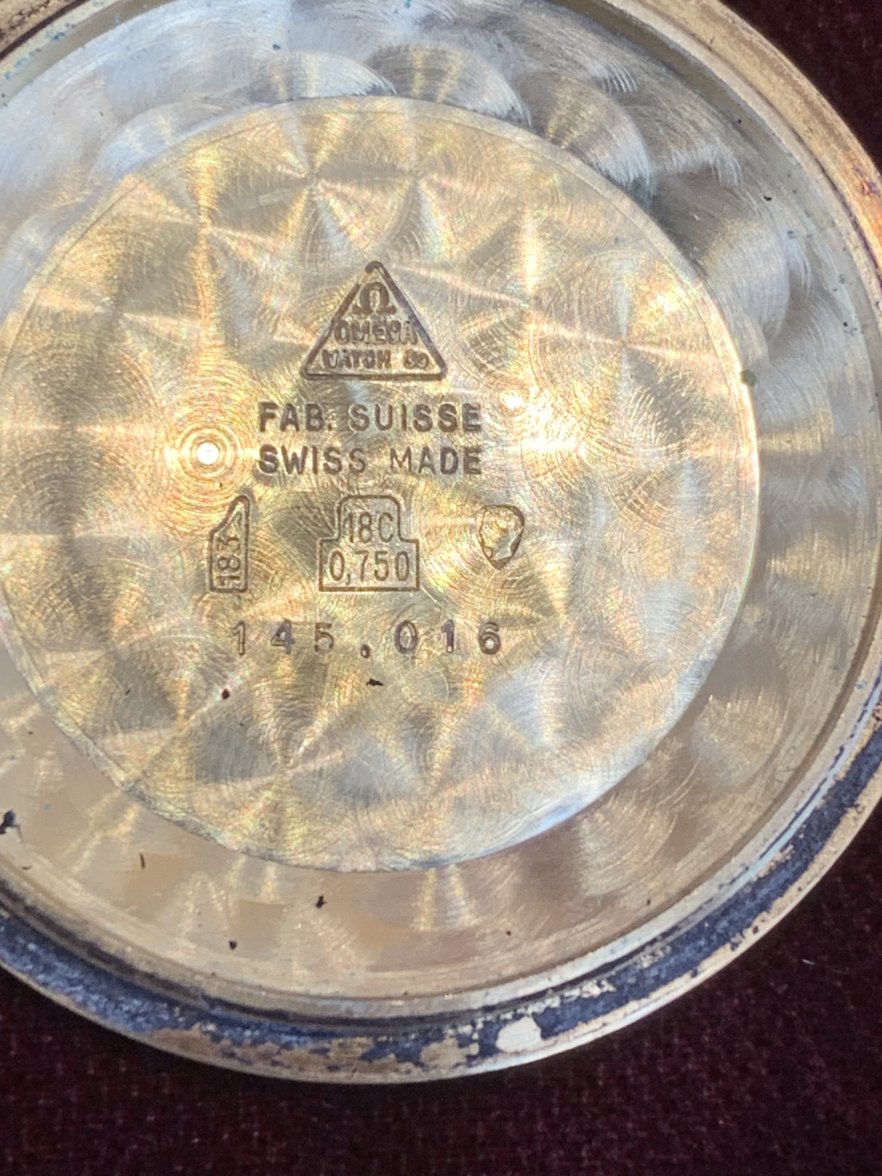 Ω
OMEGA
WATCH Co
FAB. SUISSE
SWISS MADE
18C
0,750
145.016